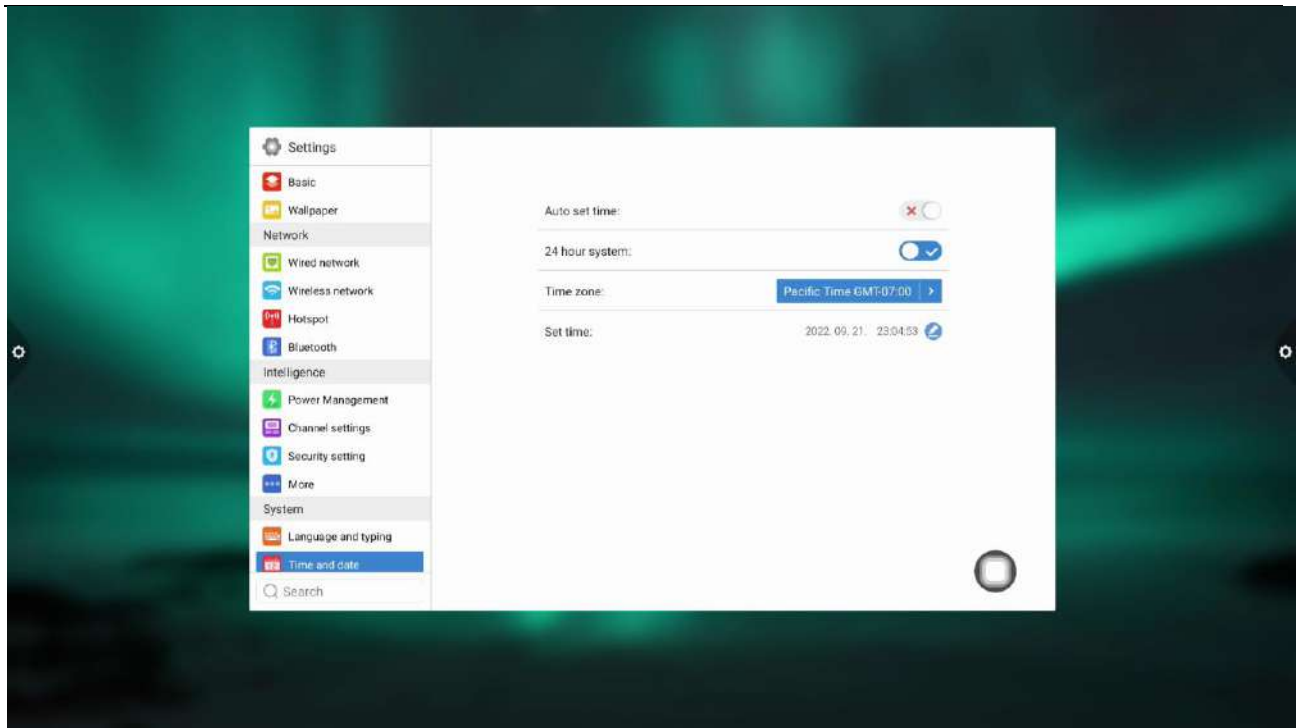 Settings
Basic
Wallpaper
Network
Wired network
Wireless network
Hotspot
Bluetooth
Intelligence
Power Management
Channel settings
Security setting
More
System
Language and typing
Time and date
Search
Auto set time:
24 hour system:
Time zone: Pacific Time GMT-07:00 >
Set time: 2022. 09. 21. 23:04:53